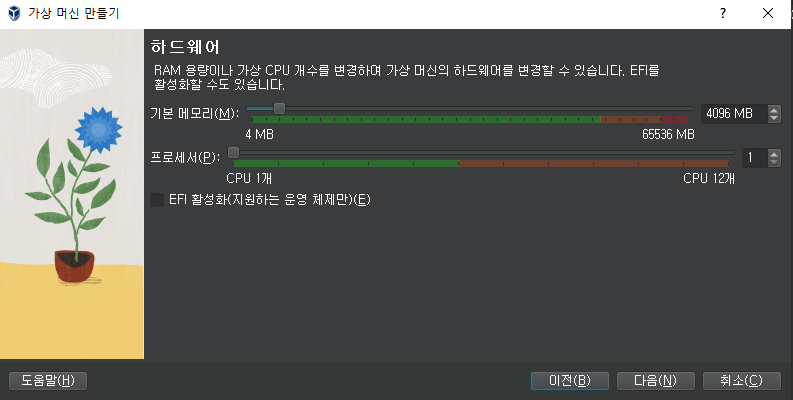 가상 머신 만들기
하드웨어
RAM 용량이나 가상 CPU 개수를 변경하여 가상 머신의 하드웨어를 변경할 수 있습니다. EFI를
활성화할 수도 있습니다.
기본 메모리(M): 4096 MB
4 MB 65536 MB
프로세서(P): 1
CPU 1개 CPU 12개
EFI 활성화(지원하는 운영 체제만)(E)
도움말(H) 이전(B) 다음(N) 취소(C)